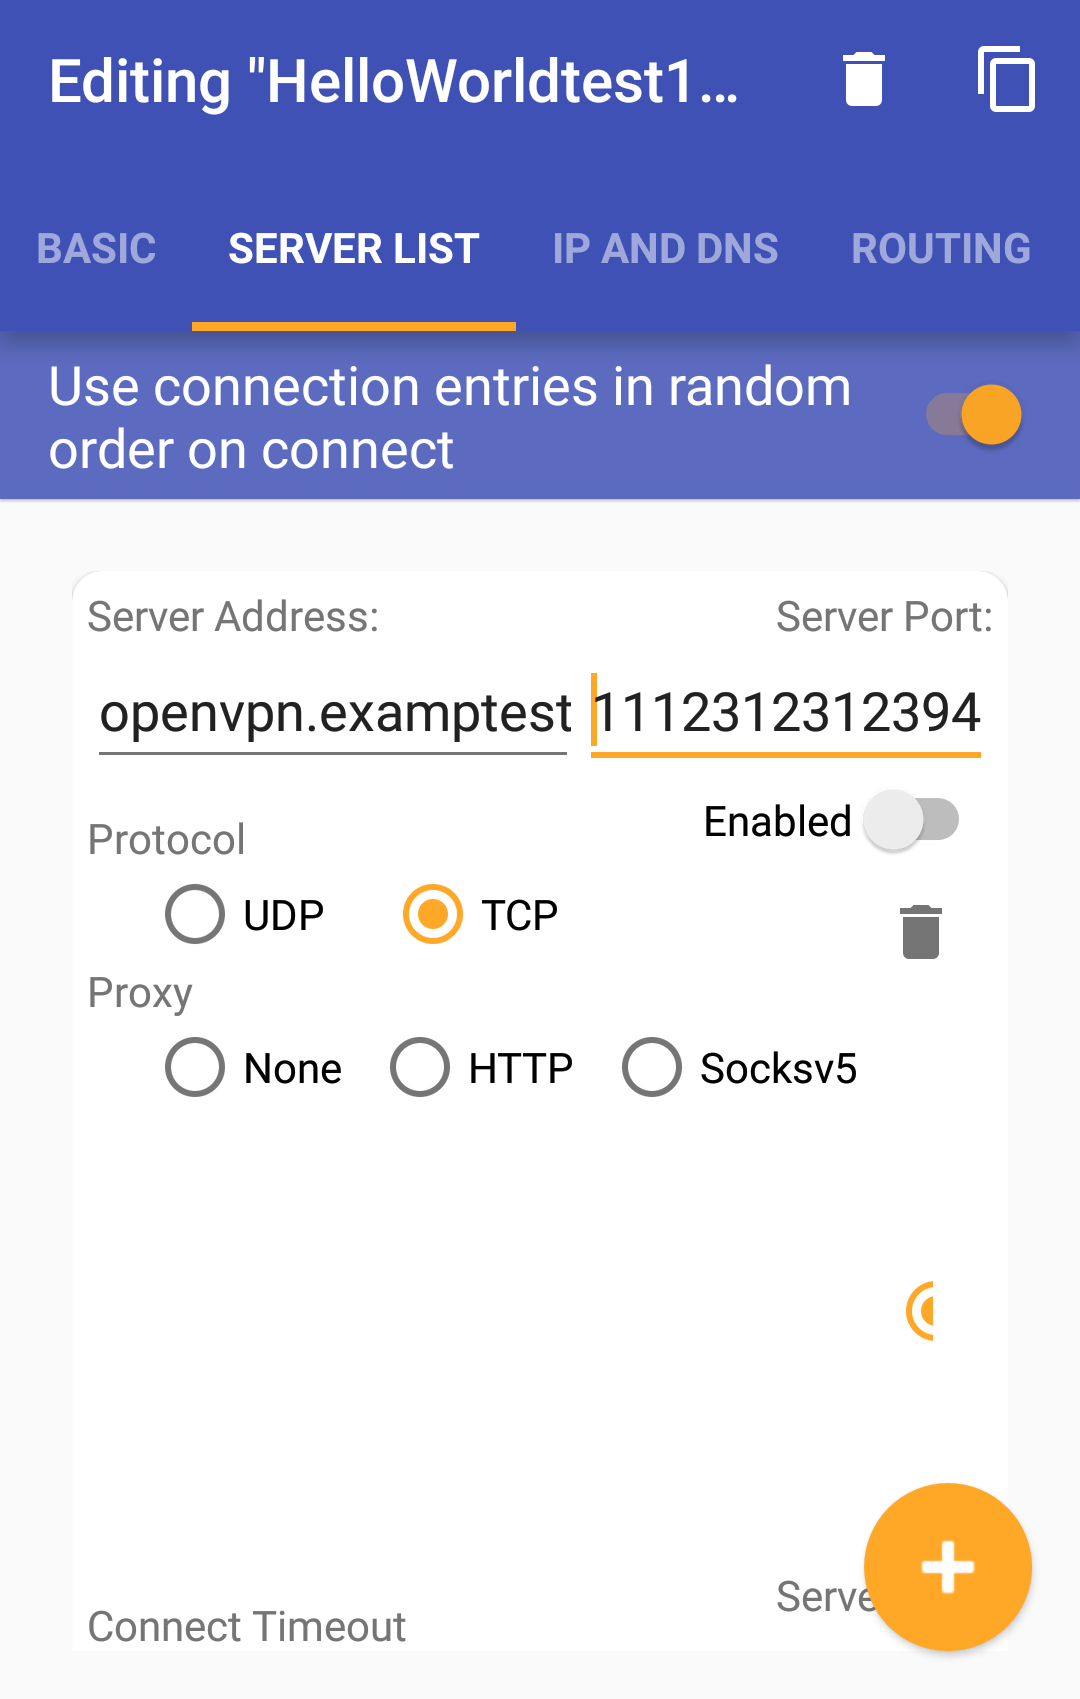 Editing "HelloWorldtest1...
BASIC SERVER LIST IP AND DNS ROUTING
Use connection entries in random
order on connect
Server Address: Server Port:
openvpn.examptest 1112312312394
Enabled
Protocol
UDP TCP
Proxy
None HTTP Socksv5
Serve
Connect Timeout